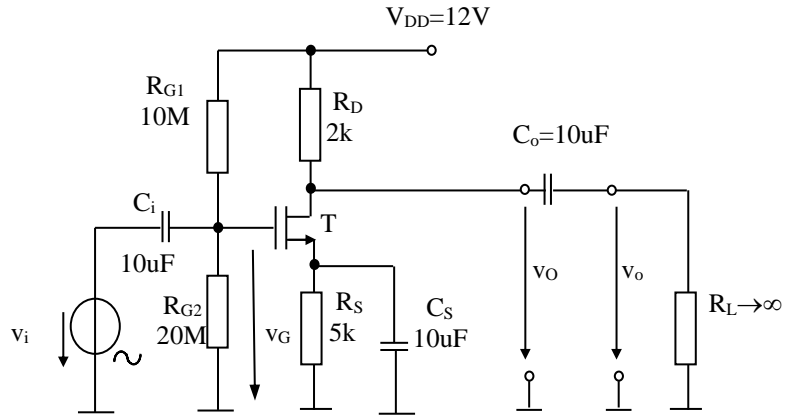 V_DD=12V
R_G1
10M
R_D
2k
C_o=10uF
C_i
10uF
T
R_G2
20M
R_S
5k
C_S
10uF
v_i
v_G
v_O
v_o
R_L→∞